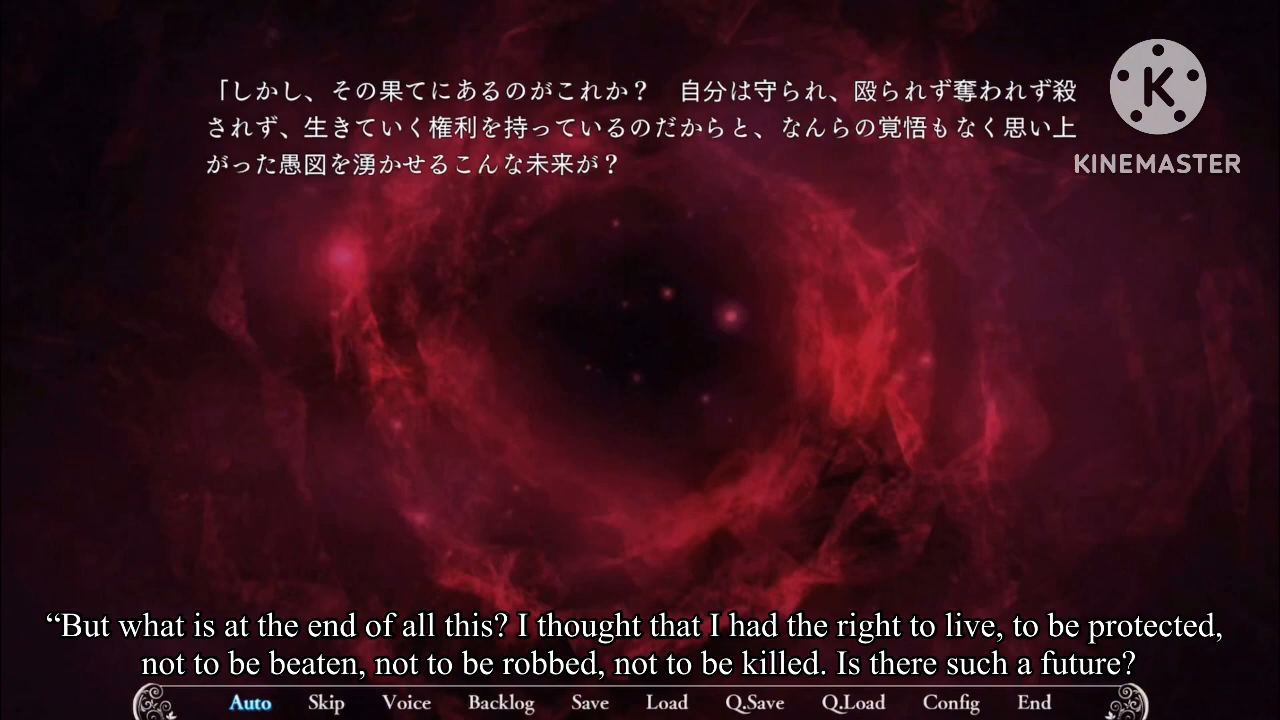 「しかし、その果てにあるのがこれか？　自分は守られ、殴られず奪われず殺
されず、生きていく権利を持っているのだからと、なんらの覚悟もなく思い上
がった愚図を湧かせるこんな未来が？
K
KINEMASTER
“But what is at the end of all this? I thought that I had the right to live, to be protected,
not to be beaten, not to be robbed, not to be killed. Is there such a future?
Auto Skip Voice Backlog Save Load Q.Save Q.Load Config End